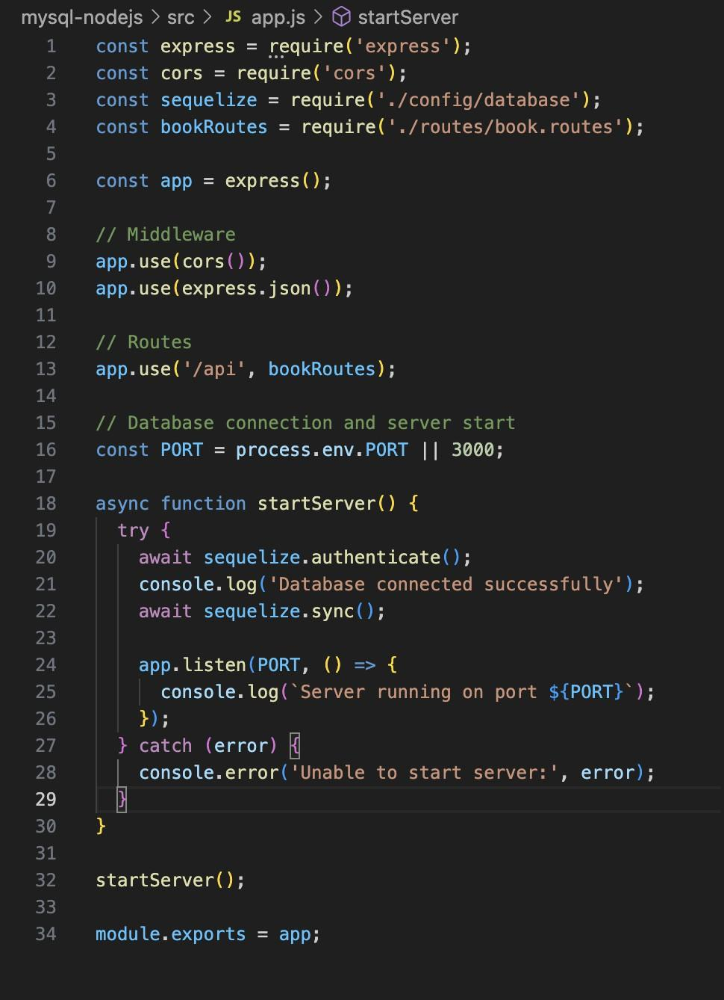 mysql-nodejs > src > JS app.js > startServer
1 const express = require('express');
2 const cors = require('cors');
3 const sequelize = require('./config/database');
4 const bookRoutes = require('./routes/book.routes');
5
6 const app = express();
7
8 // Middleware
9 app.use(cors());
10 app.use(express.json());
11
12 // Routes
13 app.use('/api', bookRoutes);
14
15 // Database connection and server start
16 const PORT = process.env.PORT || 3000;
17
18 async function startServer() {
19   try {
20     await sequelize.authenticate();
21     console.log('Database connected successfully');
22     await sequelize.sync();
23
24     app.listen(PORT, () => {
25       console.log(`Server running on port ${PORT}`);
26     });
27   } catch (error) {
28     console.error('Unable to start server:', error);
29   }
30 }
31
32 startServer();
33
34 module.exports = app;